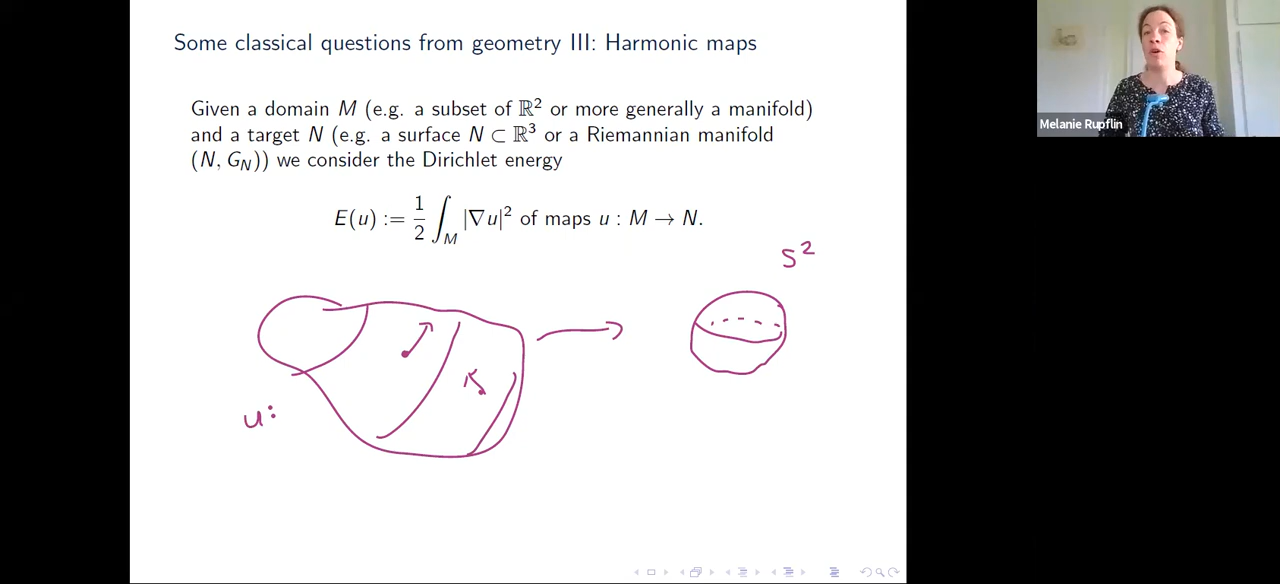 Some classical questions from geometry III: Harmonic maps
Given a domain M (e.g. a subset of ℝ² or more generally a manifold)
and a target N (e.g. a surface N ⊂ ℝ³ or a Riemannian manifold
(N, G_N)) we consider the Dirichlet energy
E(u) := 1/2 ∫_M |∇u|² of maps u : M → N.
S²
u:
Melanie Rupflin